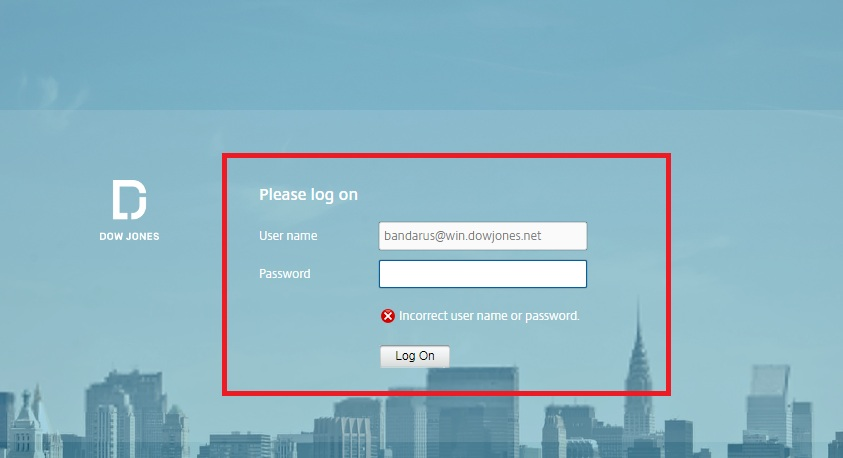 Please log on
DOW JONES
User name
bandarus@win.dowjones.net
Password
Incorrect user name or password.
Log On